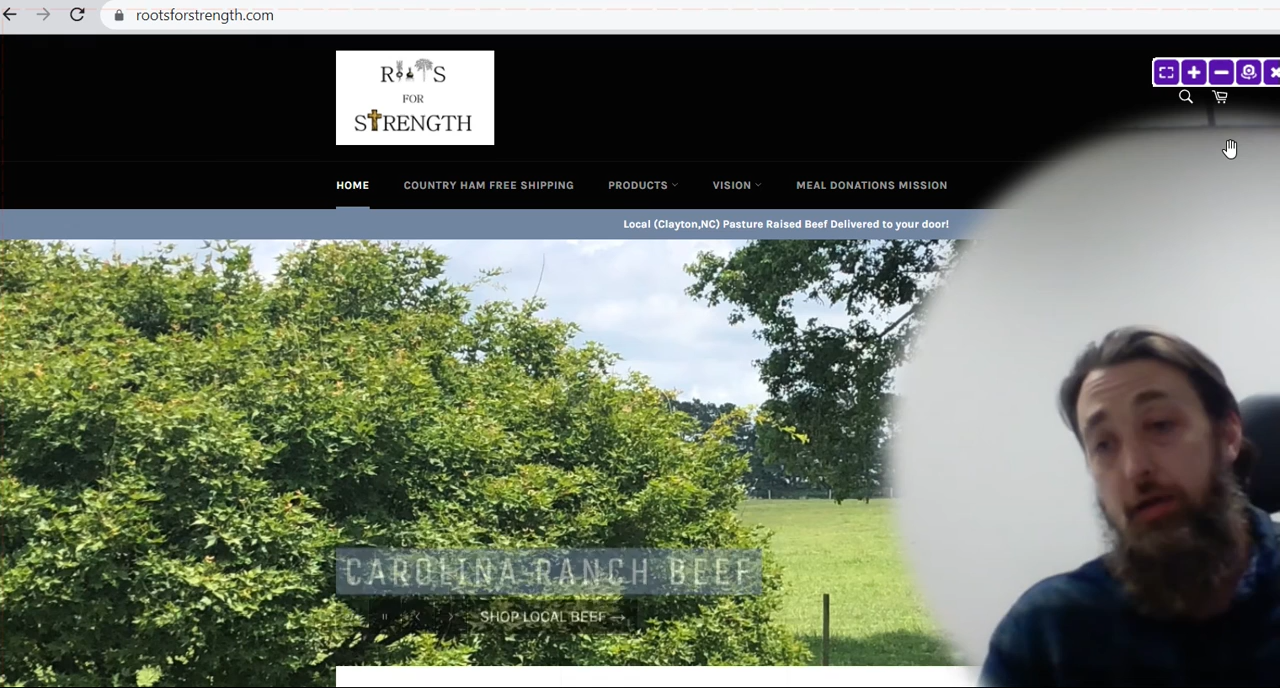 rootsforstrength.com
ROOTS
FOR
STRENGTH
HOME COUNTRY HAM FREE SHIPPING PRODUCTS VISION MEAL DONATIONS MISSION
Local (Clayton,NC) Pasture Raised Beef Delivered to your door!
CAROLINA RANCH BEEF
SHOP LOCAL BEEF →